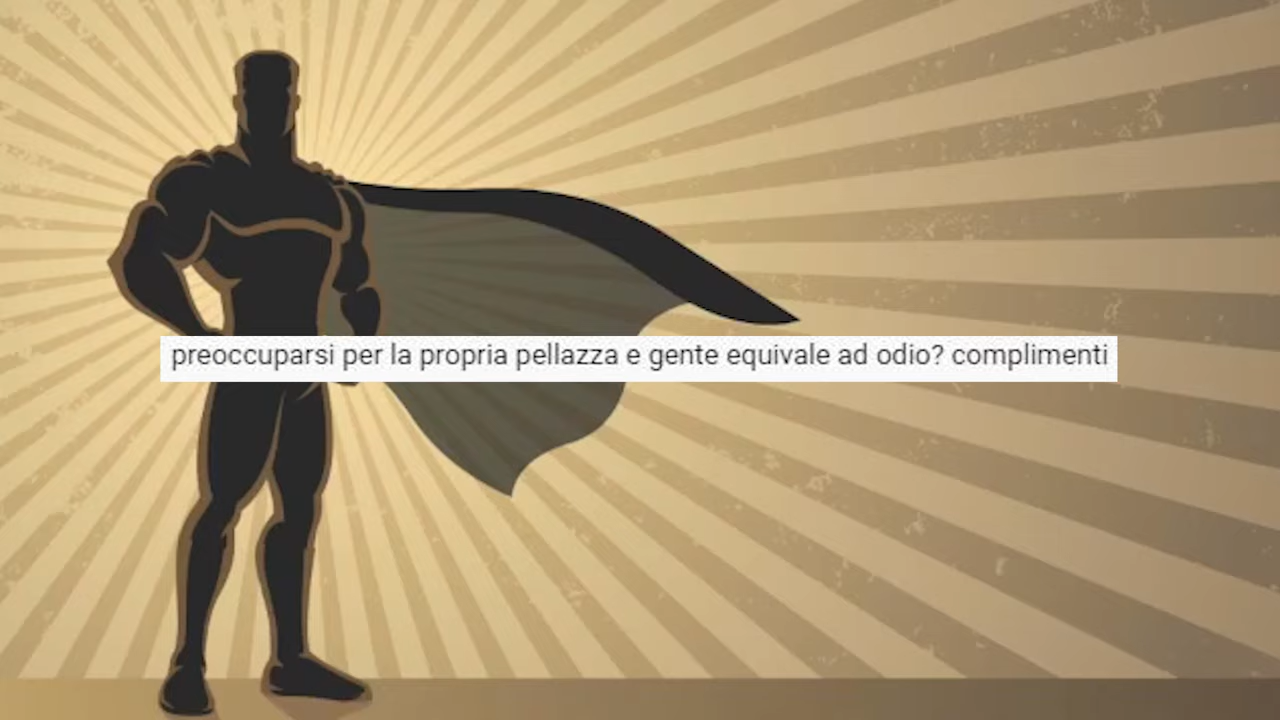 preoccuparsi per la propria pellazza e gente equivale ad odio? complimenti